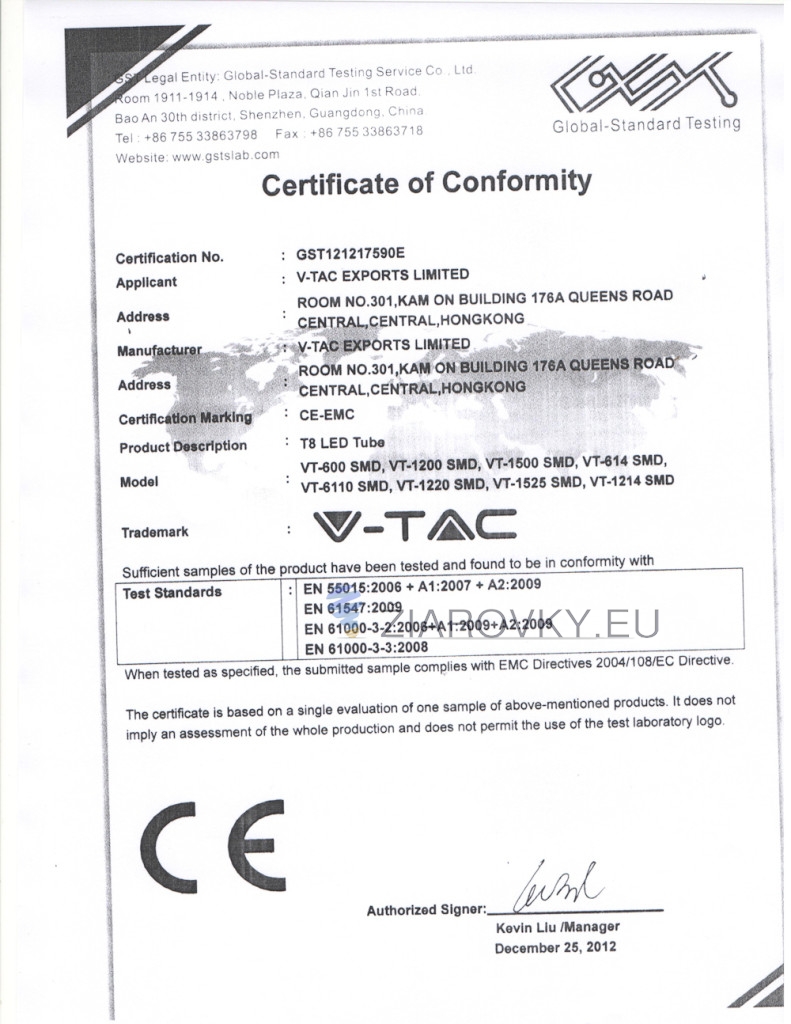 GST Legal Entity: Global-Standard Testing Service Co., Ltd.
Room 1911-1914, Noble Plaza, Qian Jin 1st Road.
Bao An 30th district, Shenzhen, Guangdong, China
Tel : +86 755 33863798 Fax : +86 755 33863718
Website: www.gstslab.com
GST
Global-Standard Testing
Certificate of Conformity
Certification No. : GST121217590E
Applicant : V-TAC EXPORTS LIMITED
Address : ROOM NO.301,KAM ON BUILDING 176A QUEENS ROAD
CENTRAL,CENTRAL,HONGKONG
Manufacturer : V-TAC EXPORTS LIMITED
Address : ROOM NO.301,KAM ON BUILDING 176A QUEENS ROAD
CENTRAL,CENTRAL,HONGKONG
Certification Marking : CE-EMC
Product Description : T8 LED Tube
Model : VT-600 SMD, VT-1200 SMD, VT-1500 SMD, VT-614 SMD,
VT-6110 SMD, VT-1220 SMD, VT-1525 SMD, VT-1214 SMD
Trademark : V-TAC
Sufficient samples of the product have been tested and found to be in conformity with
Test Standards : EN 55015:2006 + A1:2007 + A2:2009
EN 61547:2009
EN 61000-3-2:2006+A1:2009+A2:2009
EN 61000-3-3:2008
ZIAROVKY.EU
When tested as specified, the submitted sample complies with EMC Directives 2004/108/EC Directive.
The certificate is based on a single evaluation of one sample of above-mentioned products. It does not
imply an assessment of the whole production and does not permit the use of the test laboratory logo.
CE
Authorized Signer:
Kevin Liu /Manager
December 25, 2012